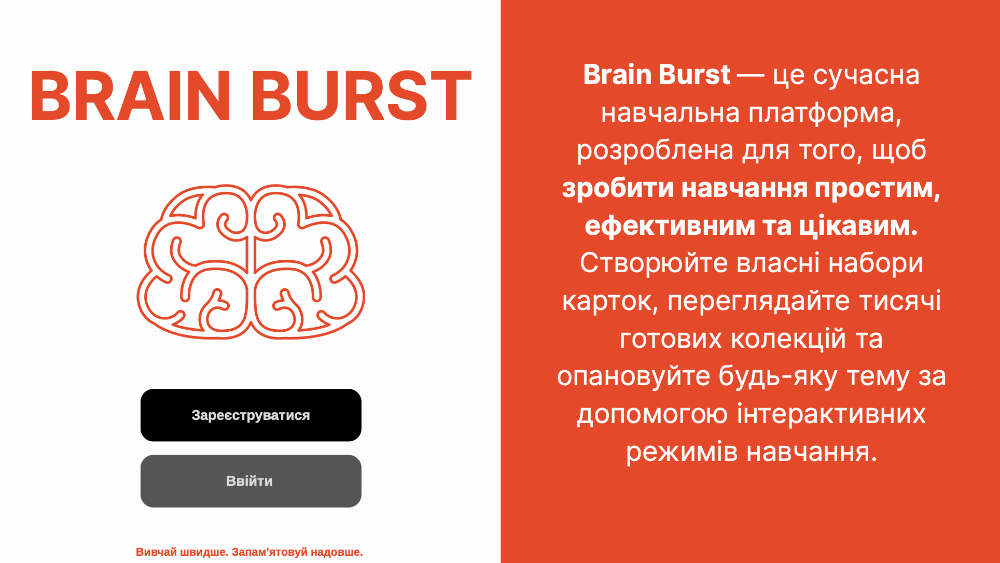 BRAIN BURST
Зареєструватися
Ввійти
Вивчай швидше. Запам’ятовуй надовше.
Brain Burst — це сучасна
навчальна платформа,
розроблена для того, щоб
зробити навчання простим,
ефективним та цікавим.
Створюйте власні набори
карток, переглядайте тисячі
готових колекцій та
опановуйте будь-яку тему за
допомогою інтерактивних
режимів навчання.